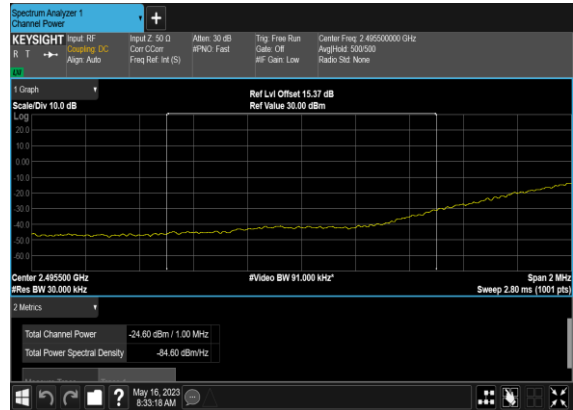 Spectrum Analyzer 1
Channel Power
KEYSIGHT
R T
LW
Input: RF
Coupling: DC
Align: Auto
Input Z: 50 Ω
Corr CCorr
Freq Ref: Int (S)
Atten: 30 dB
#PNO: Fast
Trig: Free Run
Gate: Off
#IF Gain: Low
Center Freq: 2.495500000 GHz
Avg|Hold: 500/500
Radio Std: None
1 Graph
Scale/Div 10.0 dB
Ref Lvl Offset 15.37 dB
Ref Value 30.00 dBm
Log
20.0
10.0
0.00
-10.0
-20.0
-30.0
-40.0
-50.0
-60.0
Center 2.495500 GHz
#Video BW 91.000 kHz*
Span 2 MHz
#Res BW 30.000 kHz
Sweep 2.80 ms (1001 pts)
2 Metrics
Total Channel Power -24.60 dBm / 1.00 MHz
Total Power Spectral Density -84.60 dBm/Hz
?
May 16, 2023
8:33:18 AM